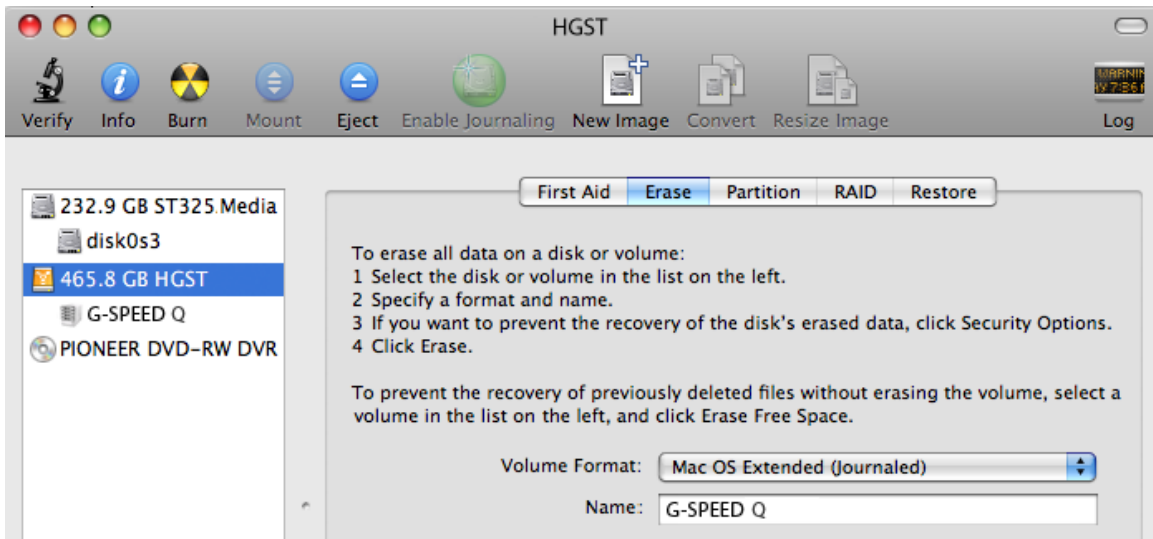 HGST
Verify Info Burn Mount Eject Enable Journaling New Image Convert Resize Image Log
First Aid Erase Partition RAID Restore
232.9 GB ST325 Media
disk0s3
465.8 GB HGST
G-SPEED Q
PIONEER DVD-RW DVR
To erase all data on a disk or volume:
1 Select the disk or volume in the list on the left.
2 Specify a format and name.
3 If you want to prevent the recovery of the disk's erased data, click Security Options.
4 Click Erase.
To prevent the recovery of previously deleted files without erasing the volume, select a
volume in the list on the left, and click Erase Free Space.
Volume Format: Mac OS Extended (Journaled)
Name: G-SPEED Q